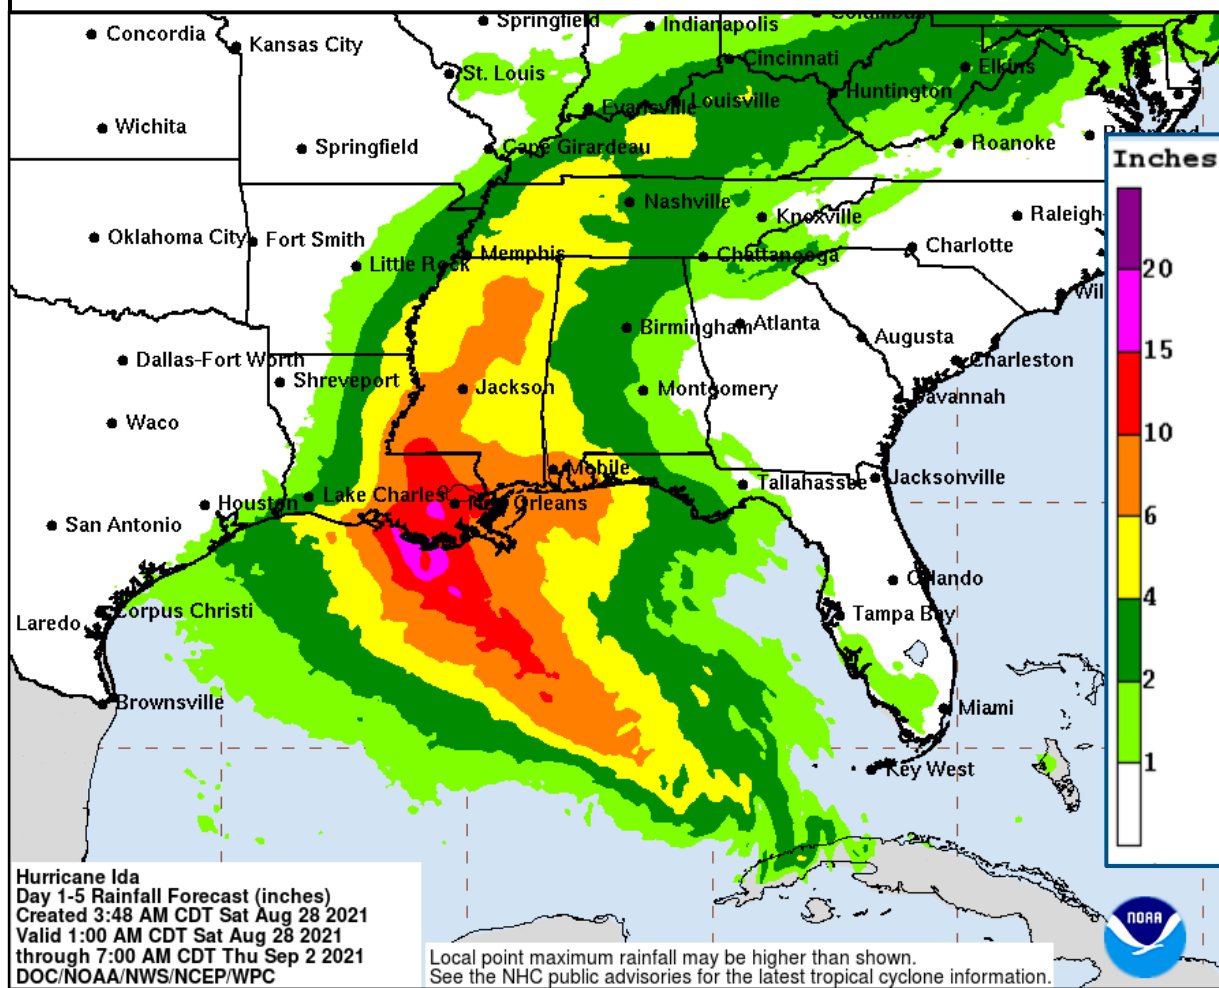 Springfield
Indianapolis
Columbus
Concordia
Kansas City
Cincinnati
Elkins
St. Louis
Evansville
Louisville
Huntington
Wichita
Springfield
Cape Girardeau
Roanoke
Richmond
Inches
Nashville
Knoxville
Raleigh
Oklahoma City
Fort Smith
Memphis
Charlotte
Little Rock
Chattanooga
20
Wil
Birmingham
Atlanta
Augusta
15
Dallas-Fort Worth
Charleston
Shreveport
Jackson
Montgomery
Savannah
Waco
10
Mobile
Tallahassee
Jacksonville
Houston
Lake Charles
New Orleans
6
San Antonio
Orlando
4
Corpus Christi
Tampa Bay
Laredo
2
Brownsville
Miami
1
Key West
Hurricane Ida
Day 1-5 Rainfall Forecast (inches)
Created 3:48 AM CDT Sat Aug 28 2021
Valid 1:00 AM CDT Sat Aug 28 2021
through 7:00 AM CDT Thu Sep 2 2021
DOC/NOAA/NWS/NCEP/WPC
Local point maximum rainfall may be higher than shown.
See the NHC public advisories for the latest tropical cyclone information.
NOAA